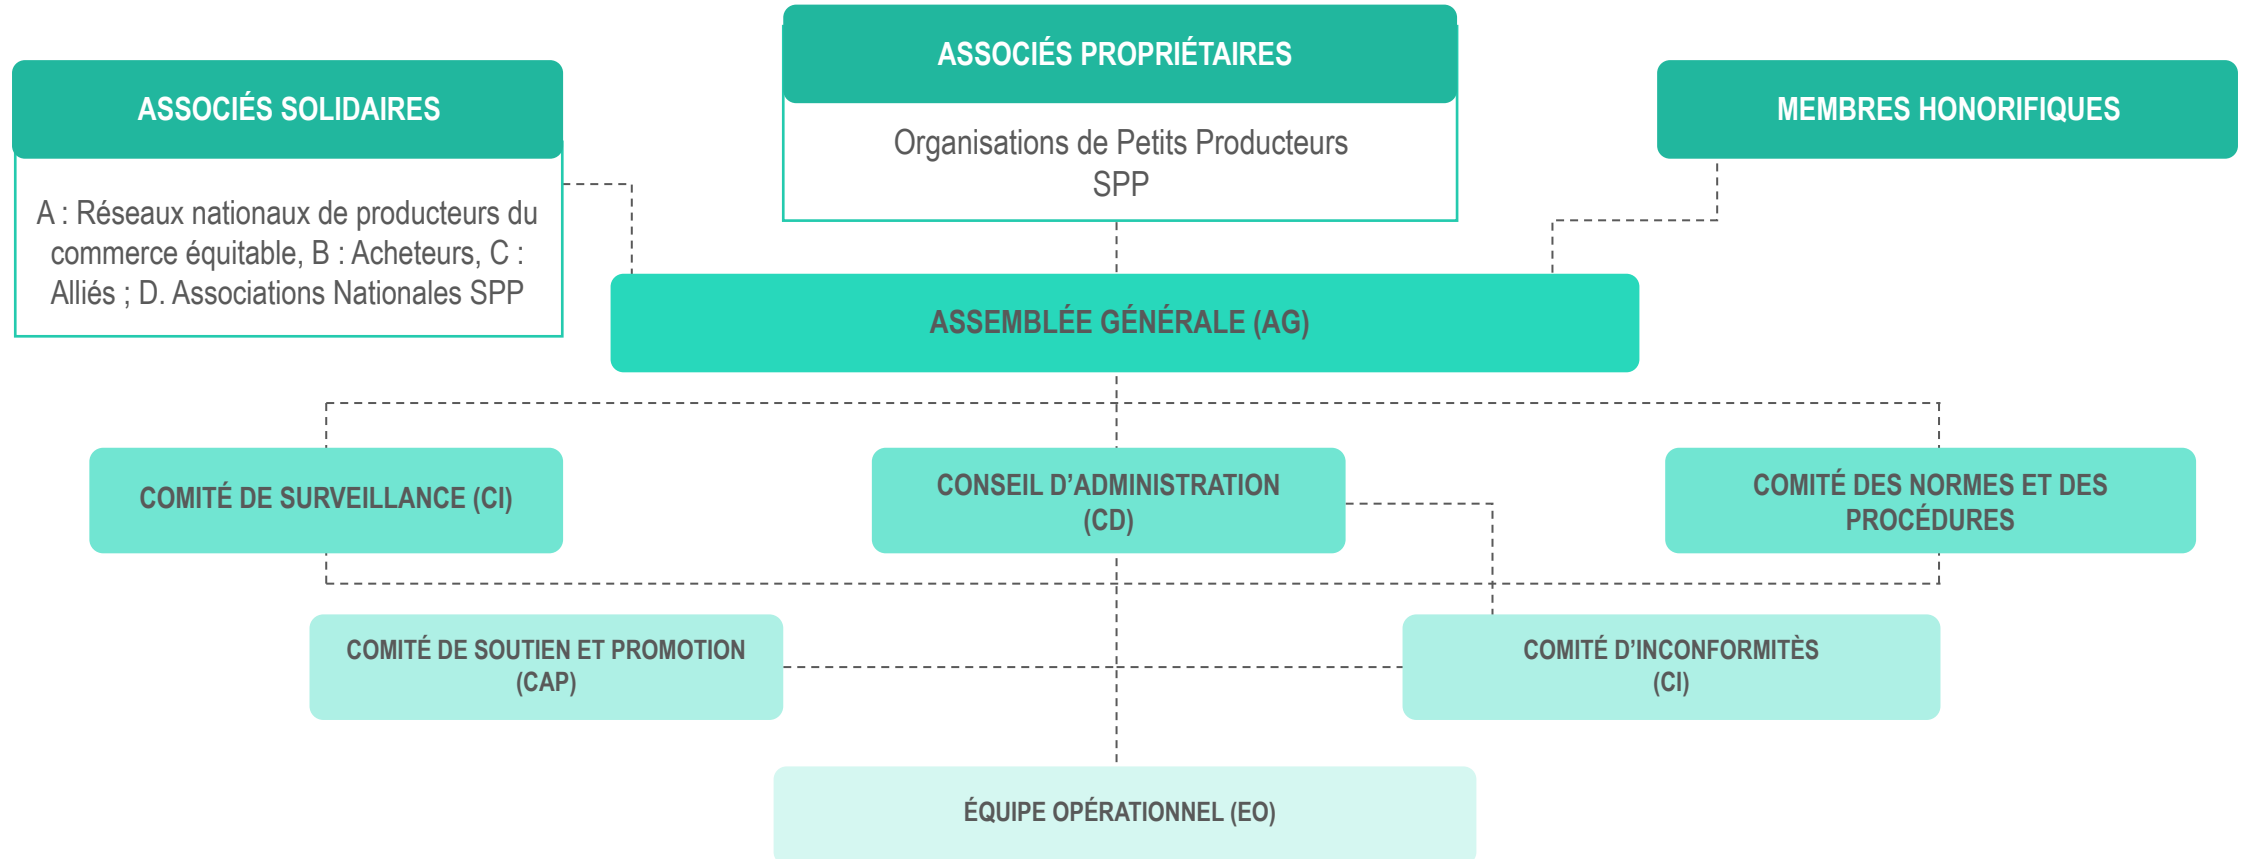 ASSOCIÉS PROPRIÉTAIRES
Organisations de Petits Producteurs
SPP
ASSOCIÉS SOLIDAIRES
A : Réseaux nationaux de producteurs du
commerce équitable, B : Acheteurs, C :
Alliés ; D. Associations Nationales SPP
MEMBRES HONORIFIQUES
ASSEMBLÉE GÉNÉRALE (AG)
COMITÉ DE SURVEILLANCE (CI)
CONSEIL D’ADMINISTRATION
(CD)
COMITÉ DES NORMES ET DES
PROCÉDURES
COMITÉ DE SOUTIEN ET PROMOTION
(CAP)
COMITÉ D’INCONFORMITÈS
(CI)
ÉQUIPE OPÉRATIONNEL (EO)